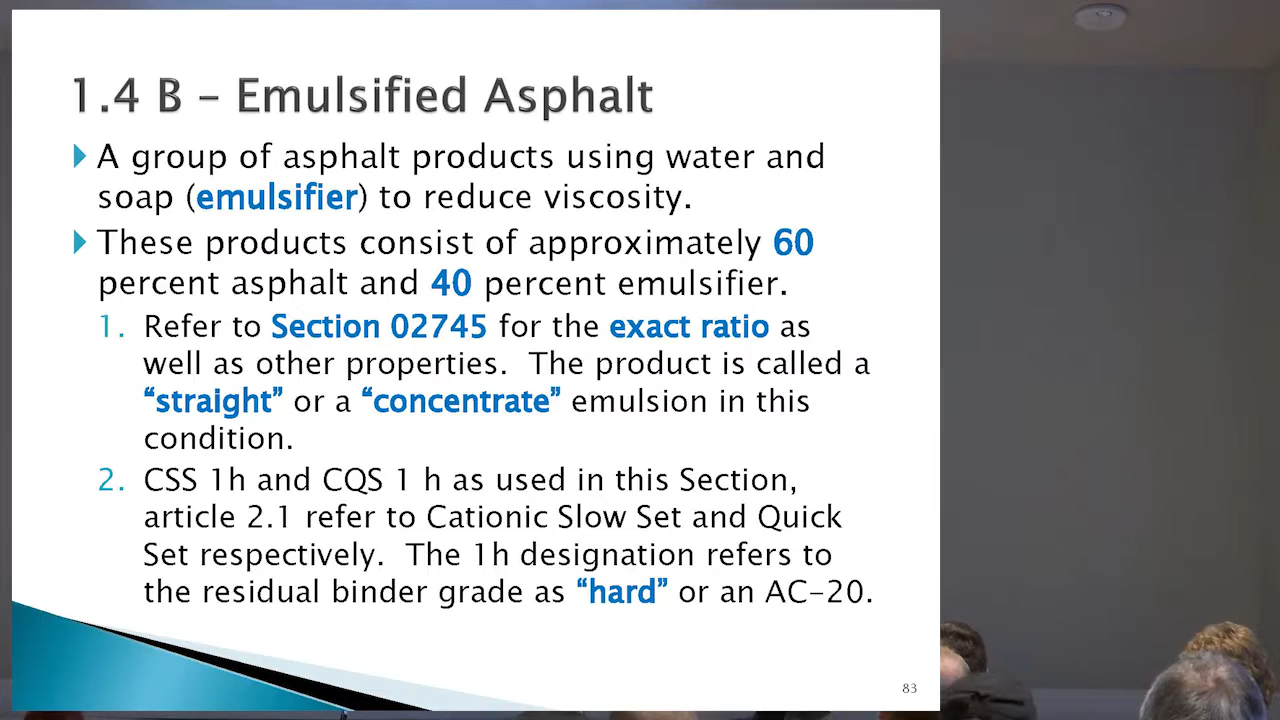 1.4 B – Emulsified Asphalt
A group of asphalt products using water and
soap (emulsifier) to reduce viscosity.
These products consist of approximately 60
percent asphalt and 40 percent emulsifier.
1. Refer to Section 02745 for the exact ratio as
well as other properties. The product is called a
“straight” or a “concentrate” emulsion in this
condition.
2. CSS 1h and CQS 1 h as used in this Section,
article 2.1 refer to Cationic Slow Set and Quick
Set respectively. The 1h designation refers to
the residual binder grade as “hard” or an AC-20.
83